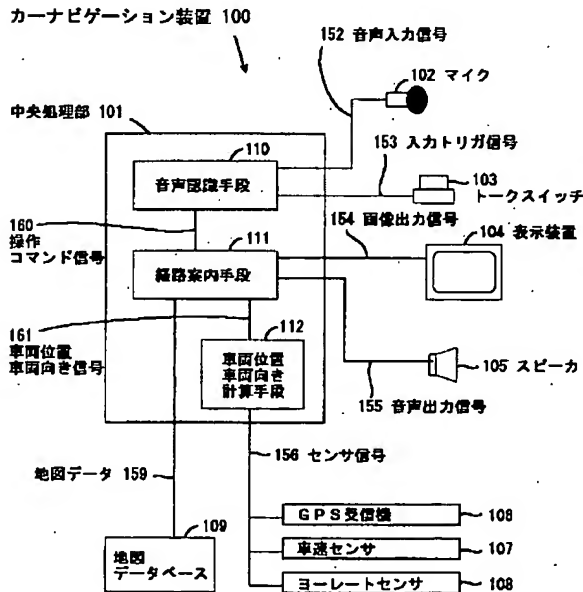 カーナビゲーション装置 100
152 音声入力信号
102 マイク
中央処理部 101
110
153 入力トリガ信号
音声認識手段
103
トークスイッチ
160
操作
コマンド信号
111
154 画像出力信号
104 表示装置
経路案内手段
161
車両位置
車両向き信号
112
車両位置
車両向き
計算手段
105 スピーカ
155 音声出力信号
156 センサ信号
地図データ 159
109
地図
データベース
GPS受信機
106
車速センサ
107
ヨーレートセンサ
108